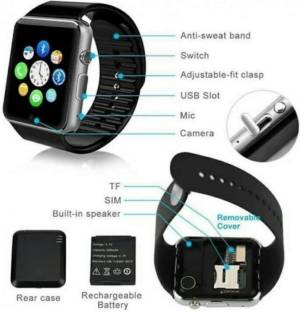 Anti-sweat band
Switch
Adjustable-fit clasp
USB Slot
Mic
Camera
TF
SIM
Built-in speaker
Removable
Cover
Rear case
Rechargeable
Battery